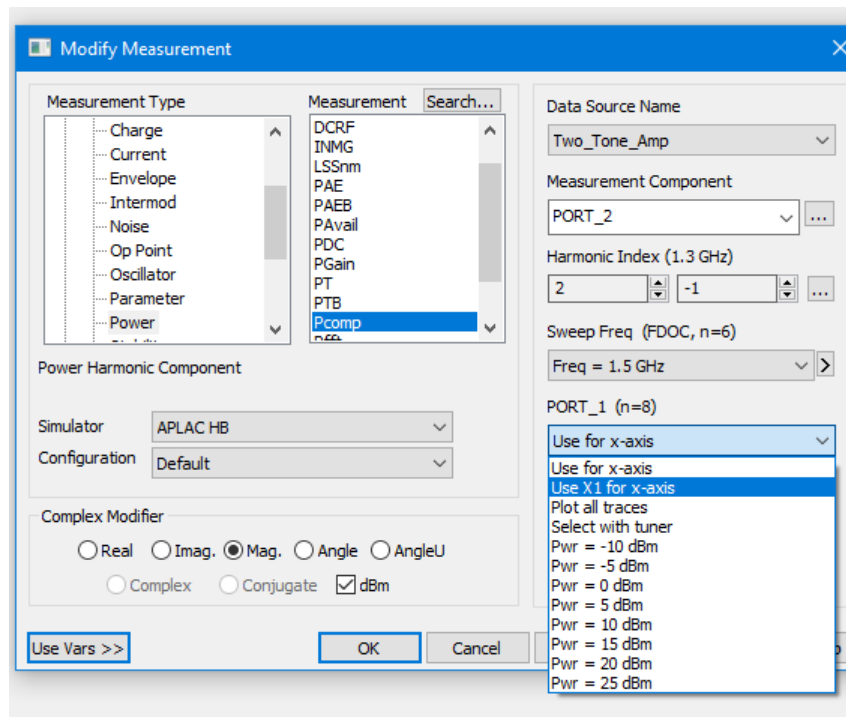 Modify Measurement
Measurement Type
Charge
Current
Envelope
Intermod
Noise
Op Point
Oscillator
Parameter
Power
Measurement
Search...
DCRF
INMG
LSSnm
PAE
PAEB
PAvail
PDC
PGain
PT
PTB
Pcomp
Power Harmonic Component
Simulator
APLAC HB
Configuration
Default
Complex Modifier
Real
Imag.
Mag.
Angle
AngleU
Complex
Conjugate
dBm
Data Source Name
Two_Tone_Amp
Measurement Component
PORT_2
...
Harmonic Index (1.3 GHz)
2
-1
...
Sweep Freq (FDOC, n=6)
Freq = 1.5 GHz
>
PORT_1 (n=8)
Use for x-axis
Use for x-axis
Use X1 for x-axis
Plot all traces
Select with tuner
Pwr = -10 dBm
Pwr = -5 dBm
Pwr = 0 dBm
Pwr = 5 dBm
Pwr = 10 dBm
Pwr = 15 dBm
Pwr = 20 dBm
Pwr = 25 dBm
Use Vars >>
OK
Cancel